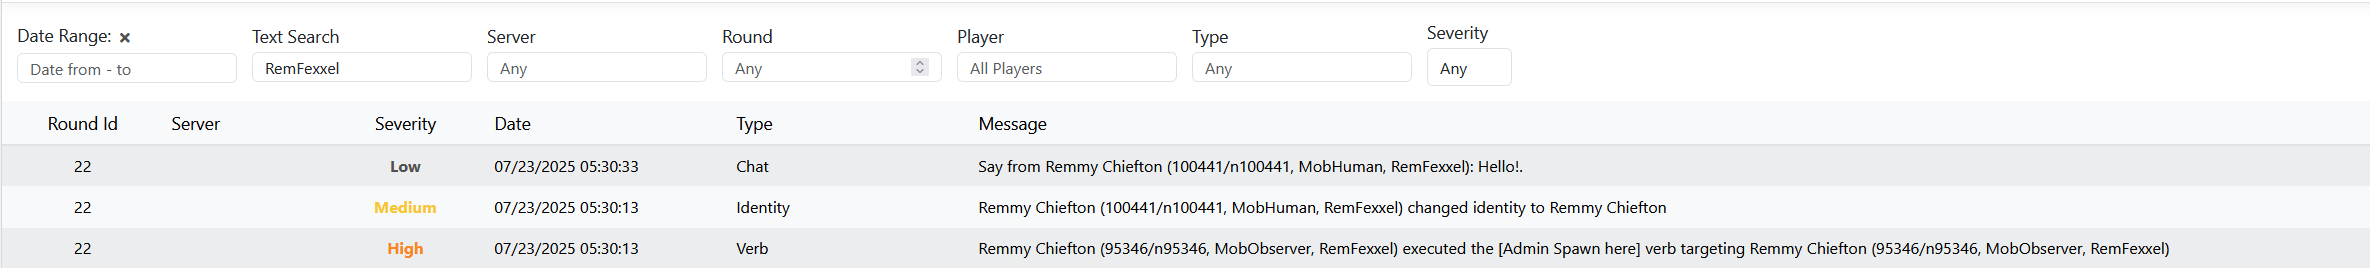 Date Range: ×
Text Search
Server
Round
Player
Type
Severity
Date from - to
RemFexxel
Any
Any
All Players
Any
Any
Round Id Server Severity Date Type Message
22 Low 07/23/2025 05:30:33 Chat Say from Remmy Chiefton (100441/n100441, MobHuman, RemFexxel): Hello!.
22 Medium 07/23/2025 05:30:13 Identity Remmy Chiefton (100441/n100441, MobHuman, RemFexxel) changed identity to Remmy Chiefton
22 High 07/23/2025 05:30:13 Verb Remmy Chiefton (95346/n95346, MobObserver, RemFexxel) executed the [Admin Spawn here] verb targeting Remmy Chiefton (95346/n95346, MobObserver, RemFexxel)